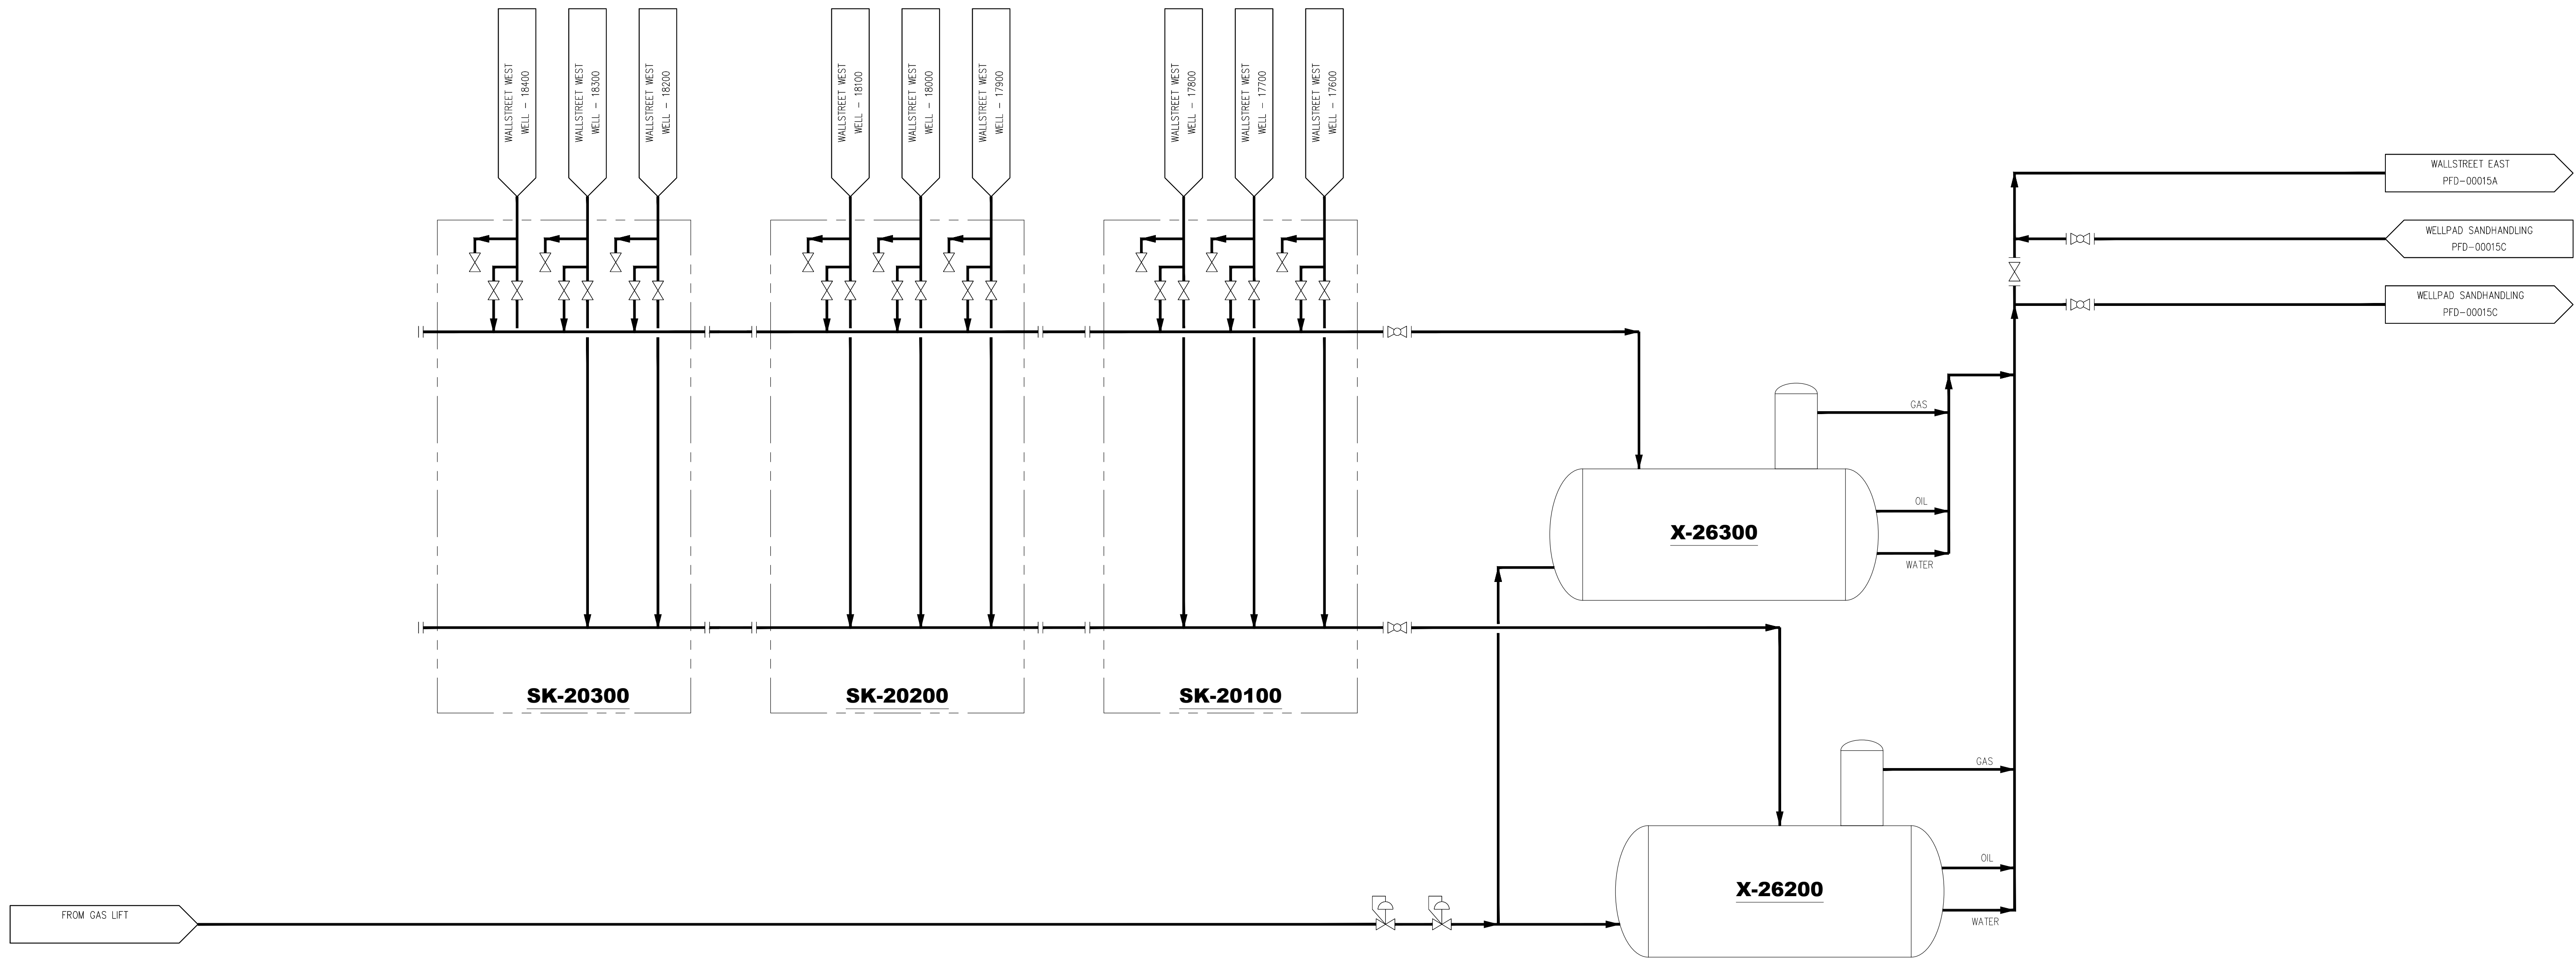 WALLSTREET WEST
WELL - 18400
WALLSTREET WEST
WELL - 18300
WALLSTREET WEST
WELL - 18200
WALLSTREET WEST
WELL - 18100
WALLSTREET WEST
WELL - 18000
WALLSTREET WEST
WELL - 17900
WALLSTREET WEST
WELL - 17800
WALLSTREET WEST
WELL - 17700
WALLSTREET WEST
WELL - 17600
WALLSTREET EAST
PFD-00015A
WELLPAD SANDHANDLING
PFD-00015C
WELLPAD SANDHANDLING
PFD-00015C
GAS
OIL
X-26300
WATER
SK-20300
SK-20200
SK-20100
GAS
OIL
X-26200
WATER
FROM GAS LIFT